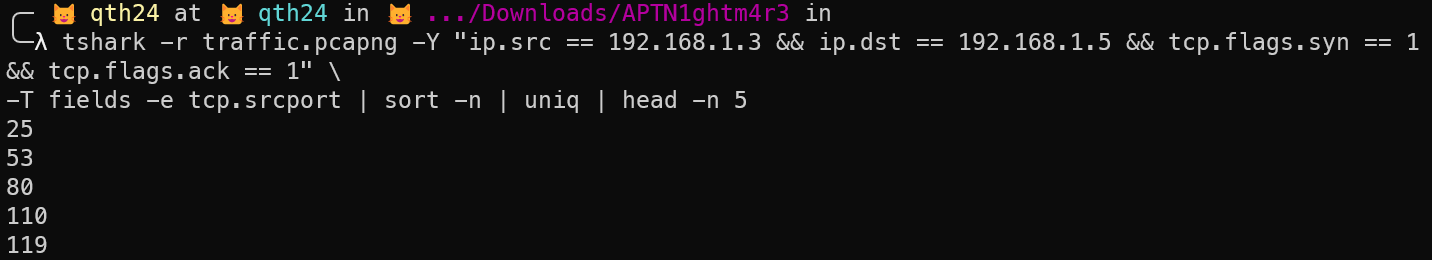 qth24 at qth24 in .../Downloads/APTN1ghtm4r3 in
λ tshark -r traffic.pcapng -Y "ip.src == 192.168.1.3 && ip.dst == 192.168.1.5 && tcp.flags.syn == 1
&& tcp.flags.ack == 1" \
-T fields -e tcp.srcport | sort -n | uniq | head -n 5
25
53
80
110
119